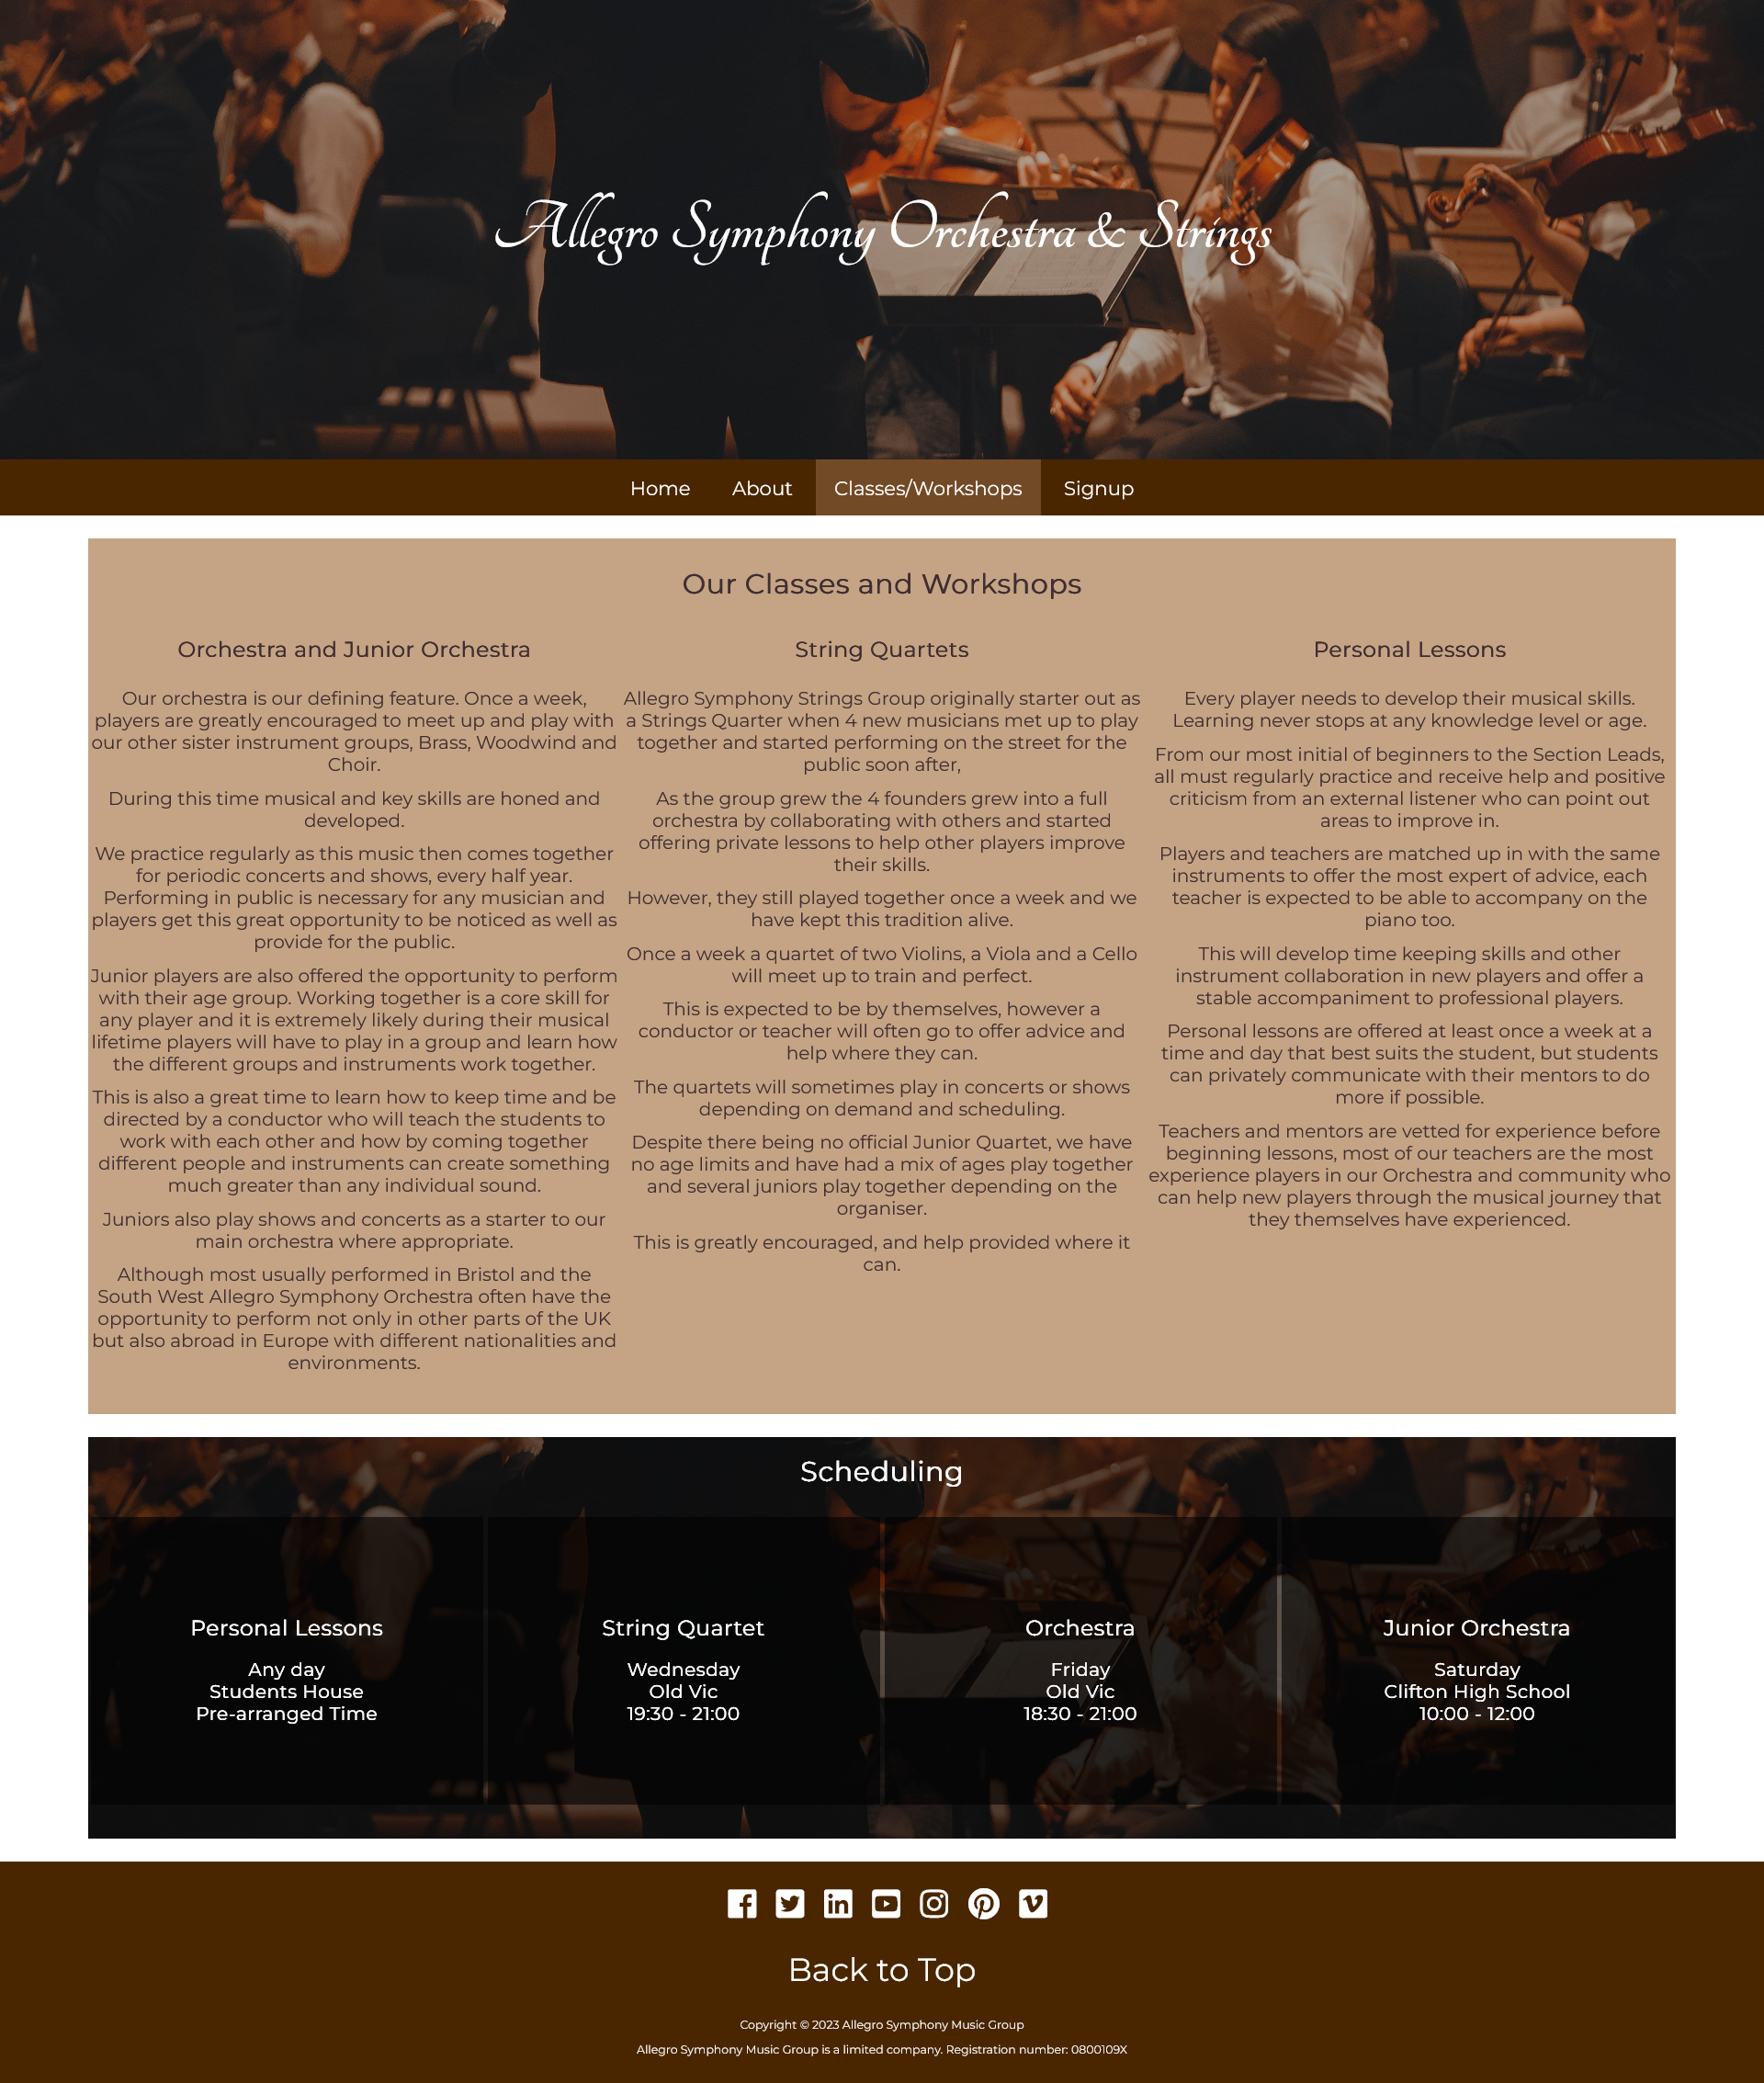 Allegro Symphony Orchestra & Strings
Home
About
Classes/Workshops
Signup
Our Classes and Workshops
Orchestra and Junior Orchestra
Our orchestra is our defining feature. Once a week,
players are greatly encouraged to meet up and play with
our other sister instrument groups, Brass, Woodwind and
Choir.
During this time musical and key skills are honed and
developed.
We practice regularly as this music then comes together
for periodic concerts and shows, every half year.
Performing in public is necessary for any musician and
players get this great opportunity to be noticed as well as
provide for the public.
Junior players are also offered the opportunity to perform
with their age group. Working together is a core skill for
any player and it is extremely likely during their musical
lifetime players will have to play in a group and learn how
the different groups and instruments work together.
This is also a great time to learn how to keep time and be
directed by a conductor who will teach the students to
work with each other and how by coming together
different people and instruments can create something
much greater than any individual sound.
Juniors also play shows and concerts as a starter to our
main orchestra where appropriate.
Although most usually performed in Bristol and the
South West Allegro Symphony Orchestra often have the
opportunity to perform not only in other parts of the UK
but also abroad in Europe with different nationalities and
environments.
String Quartets
Allegro Symphony Strings Group originally starter out as
a Strings Quarter when 4 new musicians met up to play
together and started performing on the street for the
public soon after,
As the group grew the 4 founders grew into a full
orchestra by collaborating with others and started
offering private lessons to help other players improve
their skills.
However, they still played together once a week and we
have kept this tradition alive.
Once a week a quartet of two Violins, a Viola and a Cello
will meet up to train and perfect.
This is expected to be by themselves, however a
conductor or teacher will often go to offer advice and
help where they can.
The quartets will sometimes play in concerts or shows
depending on demand and scheduling.
Despite there being no official Junior Quartet, we have
no age limits and have had a mix of ages play together
and several juniors play together depending on the
organiser.
This is greatly encouraged, and help provided where it
can.
Personal Lessons
Every player needs to develop their musical skills.
Learning never stops at any knowledge level or age.
From our most initial of beginners to the Section Leads,
all must regularly practice and receive help and positive
criticism from an external listener who can point out
areas to improve in.
Players and teachers are matched up in with the same
instruments to offer the most expert of advice, each
teacher is expected to be able to accompany on the
piano too.
This will develop time keeping skills and other
instrument collaboration in new players and offer a
stable accompaniment to professional players.
Personal lessons are offered at least once a week at a
time and day that best suits the student, but students
can privately communicate with their mentors to do
more if possible.
Teachers and mentors are vetted for experience before
beginning lessons, most of our teachers are the most
experience players in our Orchestra and community who
can help new players through the musical journey that
they themselves have experienced.
Scheduling
Personal Lessons
Any day
Students House
Pre-arranged Time
String Quartet
Wednesday
Old Vic
19:30 - 21:00
Orchestra
Friday
Old Vic
18:30 - 21:00
Junior Orchestra
Saturday
Clifton High School
10:00 - 12:00
Back to Top
Copyright © 2023 Allegro Symphony Music Group
Allegro Symphony Music Group is a limited company. Registration number: 0800109X